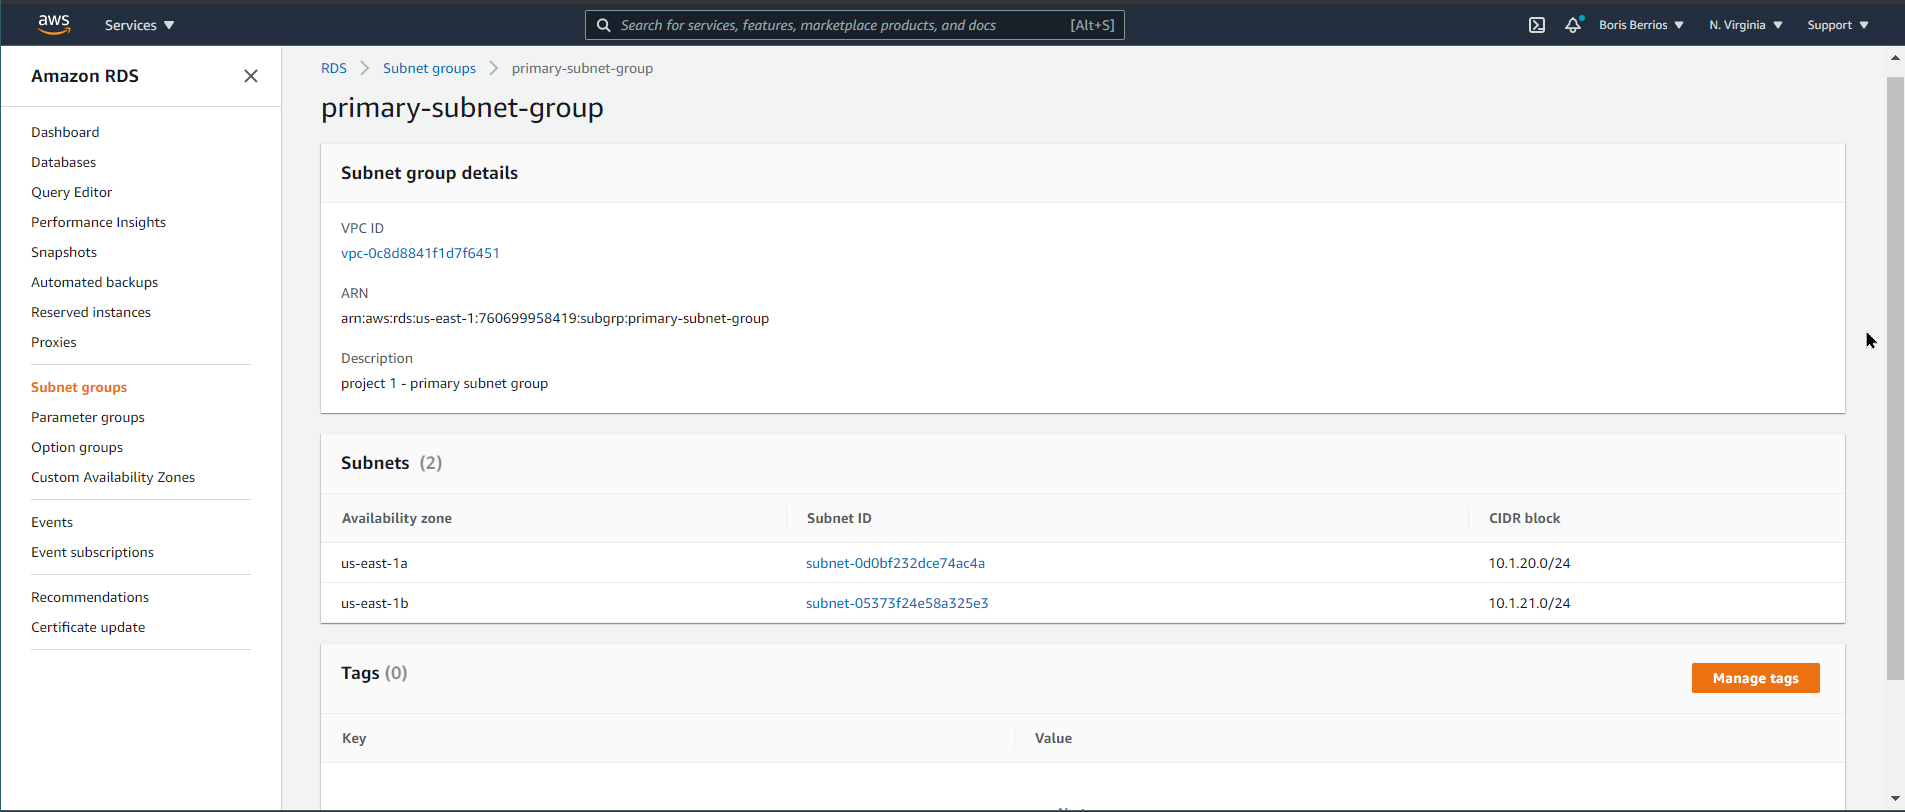 aws
Services
Search for services, features, marketplace products, and docs [Alt+S]
Boris Berrios
N. Virginia
Support
Amazon RDS
Dashboard
Databases
Query Editor
Performance Insights
Snapshots
Automated backups
Reserved instances
Proxies
Subnet groups
Parameter groups
Option groups
Custom Availability Zones
Events
Event subscriptions
Recommendations
Certificate update
RDS Subnet groups primary-subnet-group
primary-subnet-group
Subnet group details
VPC ID
vpc-0c8d8841f1d7f6451
ARN
arn:aws:rds:us-east-1:760699958419:subgrp:primary-subnet-group
Description
project 1 - primary subnet group
Subnets (2)
Availability zone Subnet ID CIDR block
us-east-1a subnet-0d0bf232dce74ac4a 10.1.20.0/24
us-east-1b subnet-05373f24e58a325e3 10.1.21.0/24
Tags (0)
Manage tags
Key Value